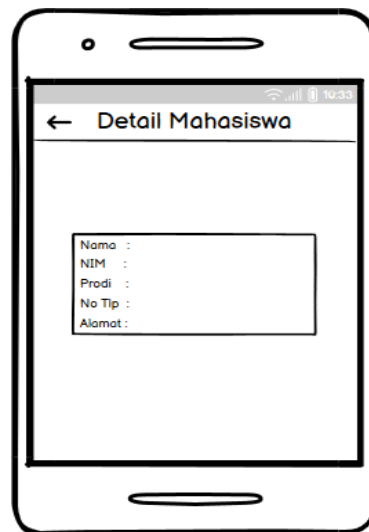 10:33
← Detail Mahasiswa
Nama :
NIM :
Prodi :
No Tlp :
Alamat :